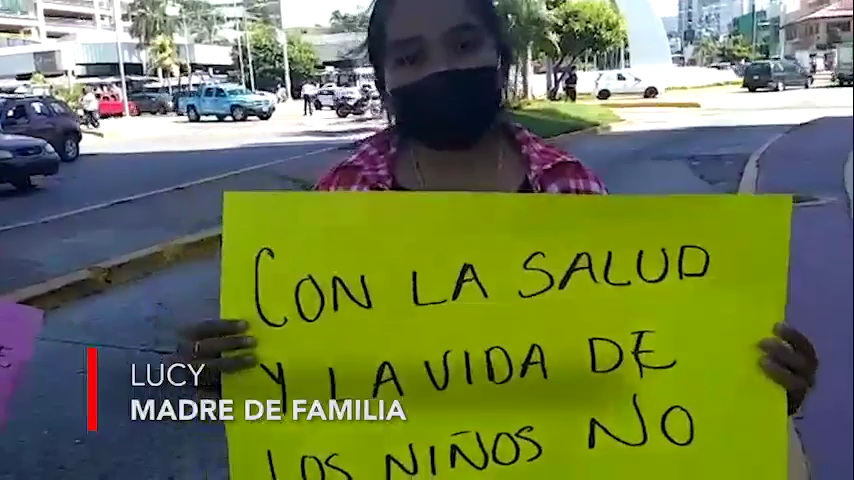 CON LA SALUD
Y LA VIDA DE
LOS NIÑOS NO
LUCY
MADRE DE FAMILIA